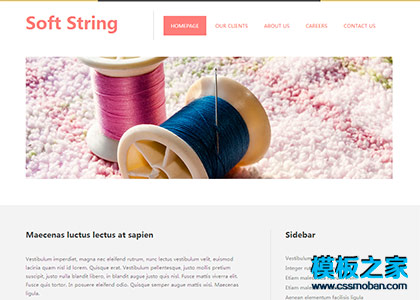 Soft String
HOMEPAGE OUR CLIENTS ABOUT US CAREERS CONTACT US
Maecenas luctus lectus at sapien
Vestibulum imperdiet, magna nec eleifend rutrum, nunc lectus vestibulum velit, euismod
lacinia quam nisl id lorem. Quisque erat. Vestibulum pellentesque, justo mollis pretium
suscipit, justo nulla blandit libero, in blandit augue justo quis nisl. Fusce mattis viverra elit.
Fusce quis tortor. In posuere eleifend odio. Quisque semper augue mattis wisi. Maecenas
ligula.
Sidebar
Vestibulum
Integer
Etiam
Etiam
Aenean elementum facilisis ligula
模板之家
www.cssmoban.com